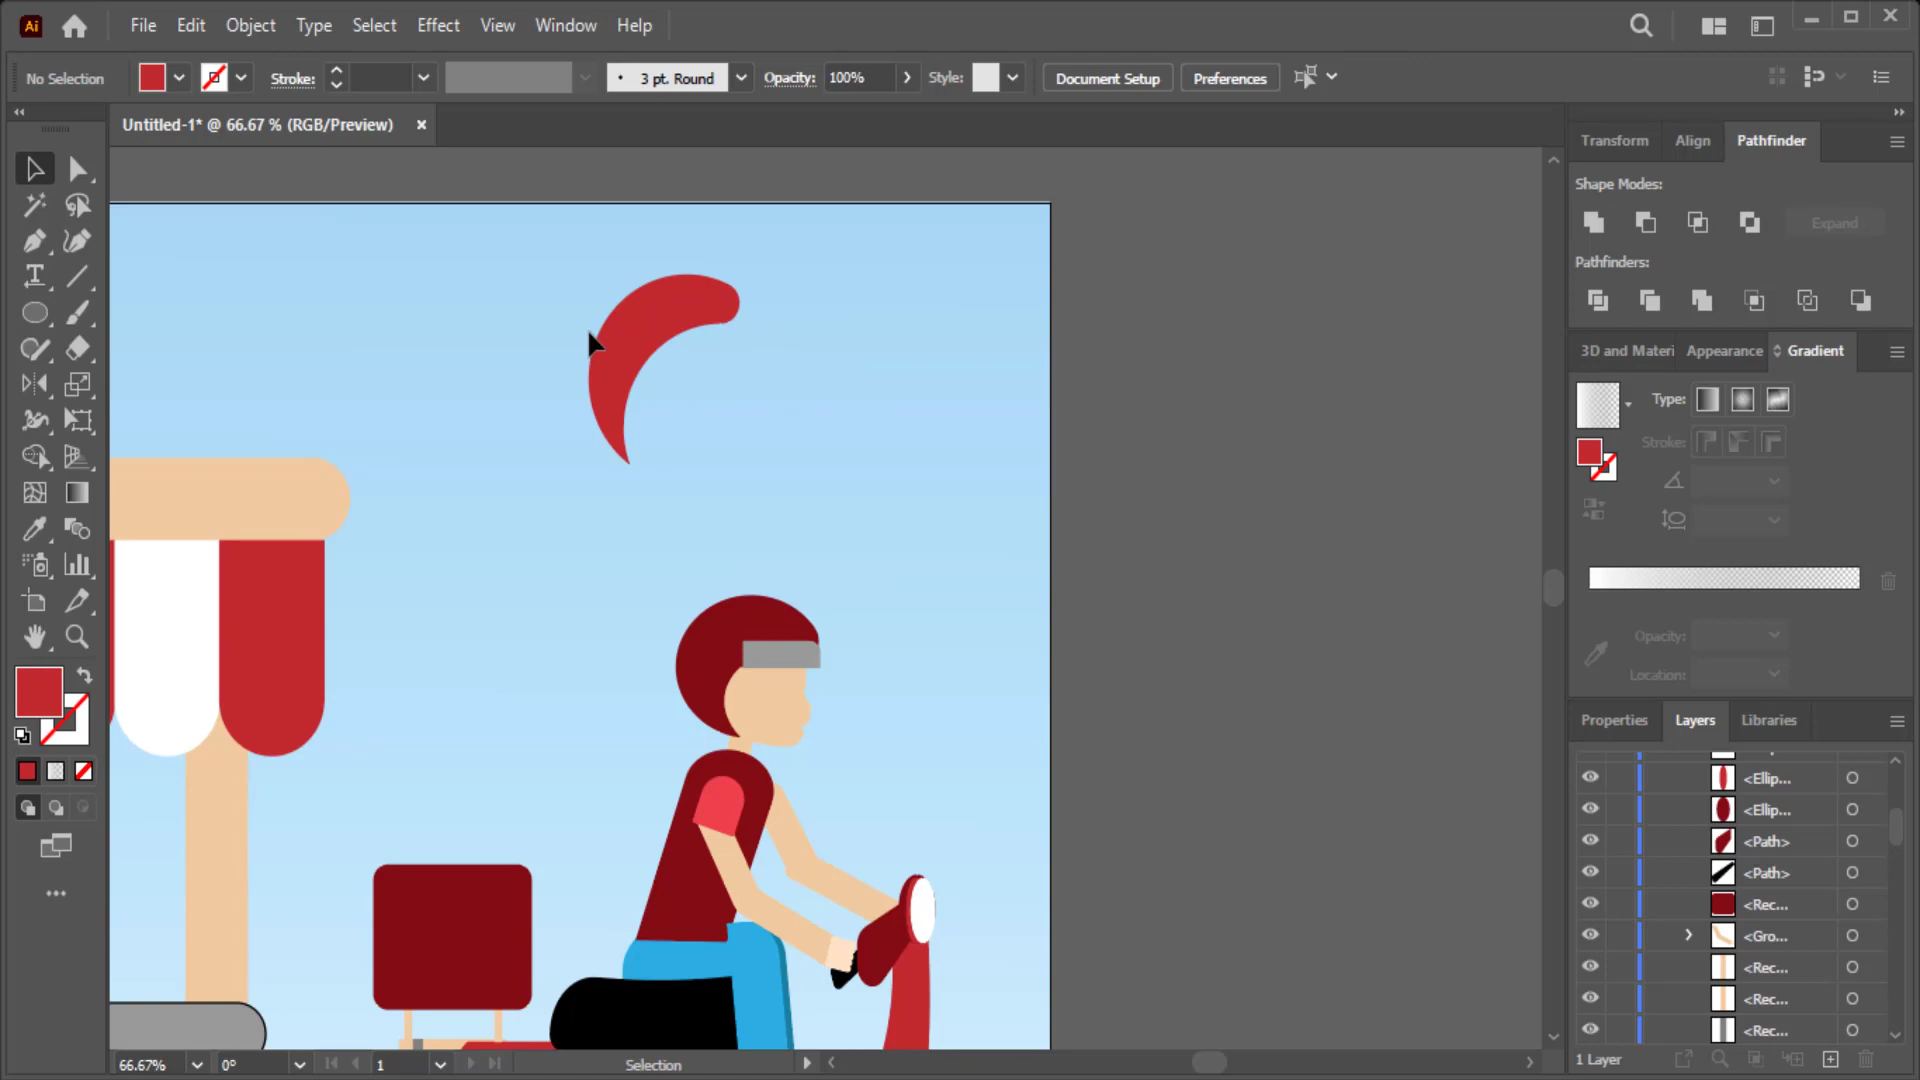 Ai File Edit Object Type Select Effect View Window Help
No Selection Stroke: 3 pt. Round Opacity: 100% Style: Document Setup Preferences
Untitled-1* @ 66.67 % (RGB/Preview)
Transform Align Pathfinder
Shape Modes:
Expand
Pathfinders:
3D and Materi Appearance Gradient
Type:
Stroke:
Opacity:
Location:
Properties Layers Libraries
<Ellip...
<Ellip...
<Path>
<Path>
<Rec...
<Gro...
<Rec...
<Rec...
<Rec...
66.67% 0° 1 Selection 1 Layer